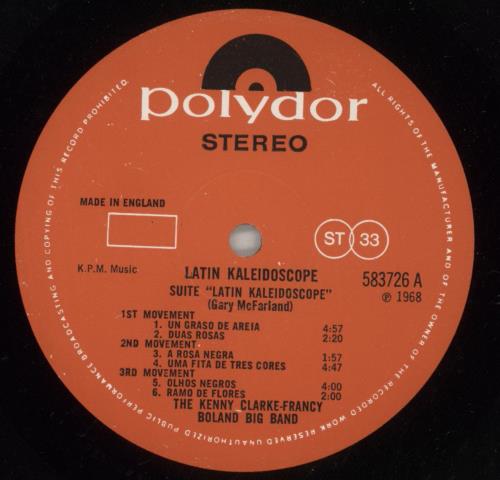 polydor
STEREO
ALL RIGHTS OF THE MANUFACTURER AND OF THE OWNER OF THE RECORDED WORK RESERVED UNAUTHORIZED PUBLIC PERFORMANCE BROADCASTING AND COPYING OF THIS RECORD PROHIBITED.
MADE IN ENGLAND
ST 33
K.P.M. Music
583726 A
℗ 1968
LATIN KALEIDOSCOPE
SUITE "LATIN KALEIDOSCOPE"
(Gary McFarland)
1ST MOVEMENT
1. UN GRASO DE AREIA 4:57
2. DUAS ROSAS 2:20
2ND MOVEMENT
3. A ROSA NEGRA 1:57
4. UMA FITA DE TRES CORES 4:47
3RD MOVEMENT
5. OLHOS NEGROS 4:00
6. RAMO DE FLORES 2:00
THE KENNY CLARKE-FRANCY
BOLAND BIG BAND